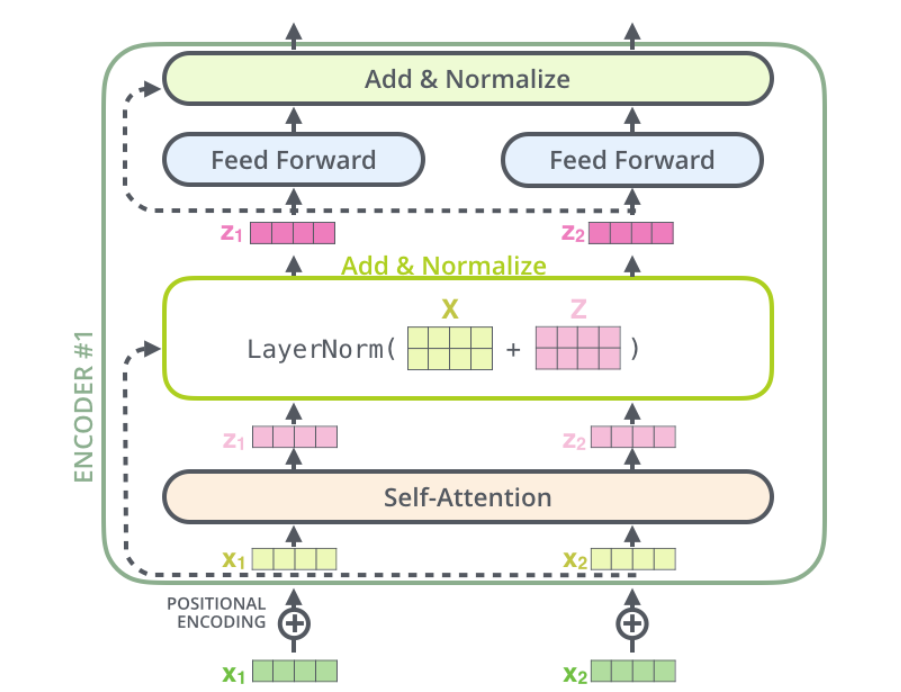 Add & Normalize
Feed Forward Feed Forward
z1 z2
Add & Normalize
X Z
LayerNorm( + )
ENCODER #1
z1 z2
Self-Attention
x1 x2
POSITIONAL
ENCODING
x1 x2